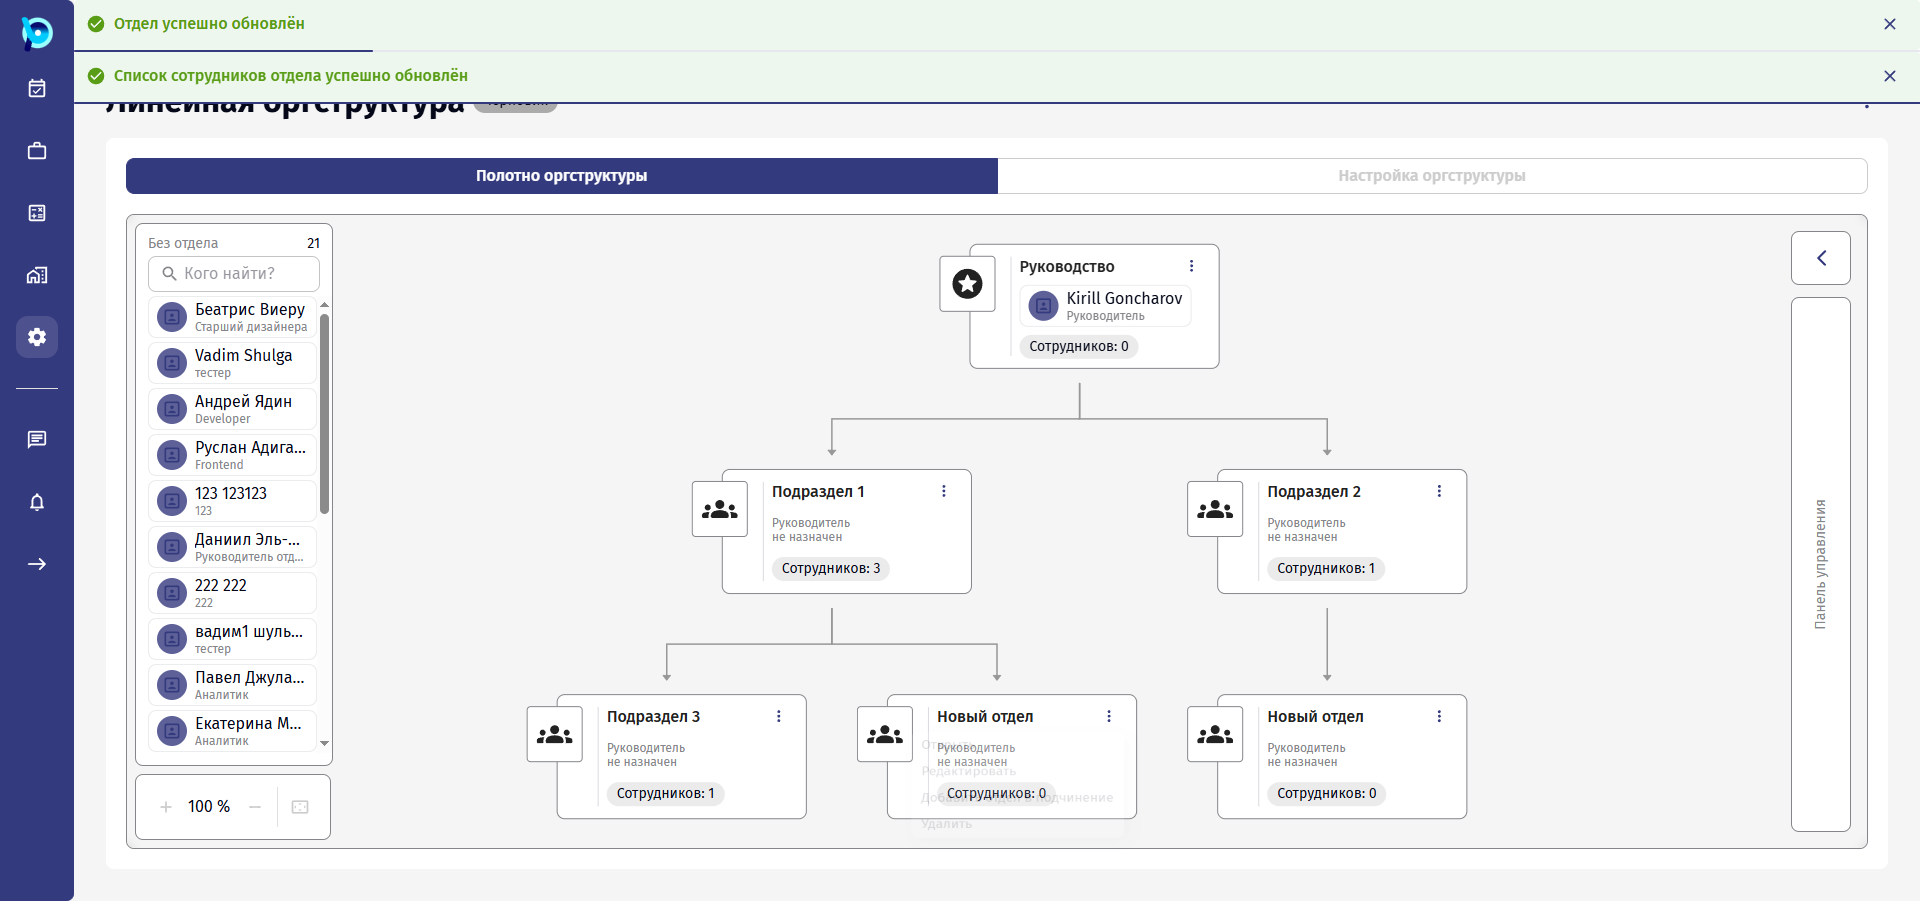 Отдел успешно обновлён
Список сотрудников отдела успешно обновлён
Линейная оргструктура
Полотно оргструктуры
Настройка оргструктуры
Без отдела 21
Кого найти?
Беатрис Виеру
Старший дизайнера
Vadim Shulga
тестер
Андрей Ядин
Developer
Руслан Адига...
Frontend
123 123123
123
Даниил Эль-...
Руководитель отд...
222 222
222
вадим1 шуль...
тестер
Павел Джула...
Аналитик
Екатерина М...
Аналитик
100 %
Руководство
Kirill Goncharov
Руководитель
Сотрудников: 0
Подраздел 1
Руководитель
не назначен
Сотрудников: 3
Подраздел 2
Руководитель
не назначен
Сотрудников: 1
Подраздел 3
Руководитель
не назначен
Сотрудников: 1
Новый отдел
Руководитель
не назначен
Редактировать
Сотрудников: 0
Удалить
Новый отдел
Руководитель
не назначен
Сотрудников: 0
Панель управления